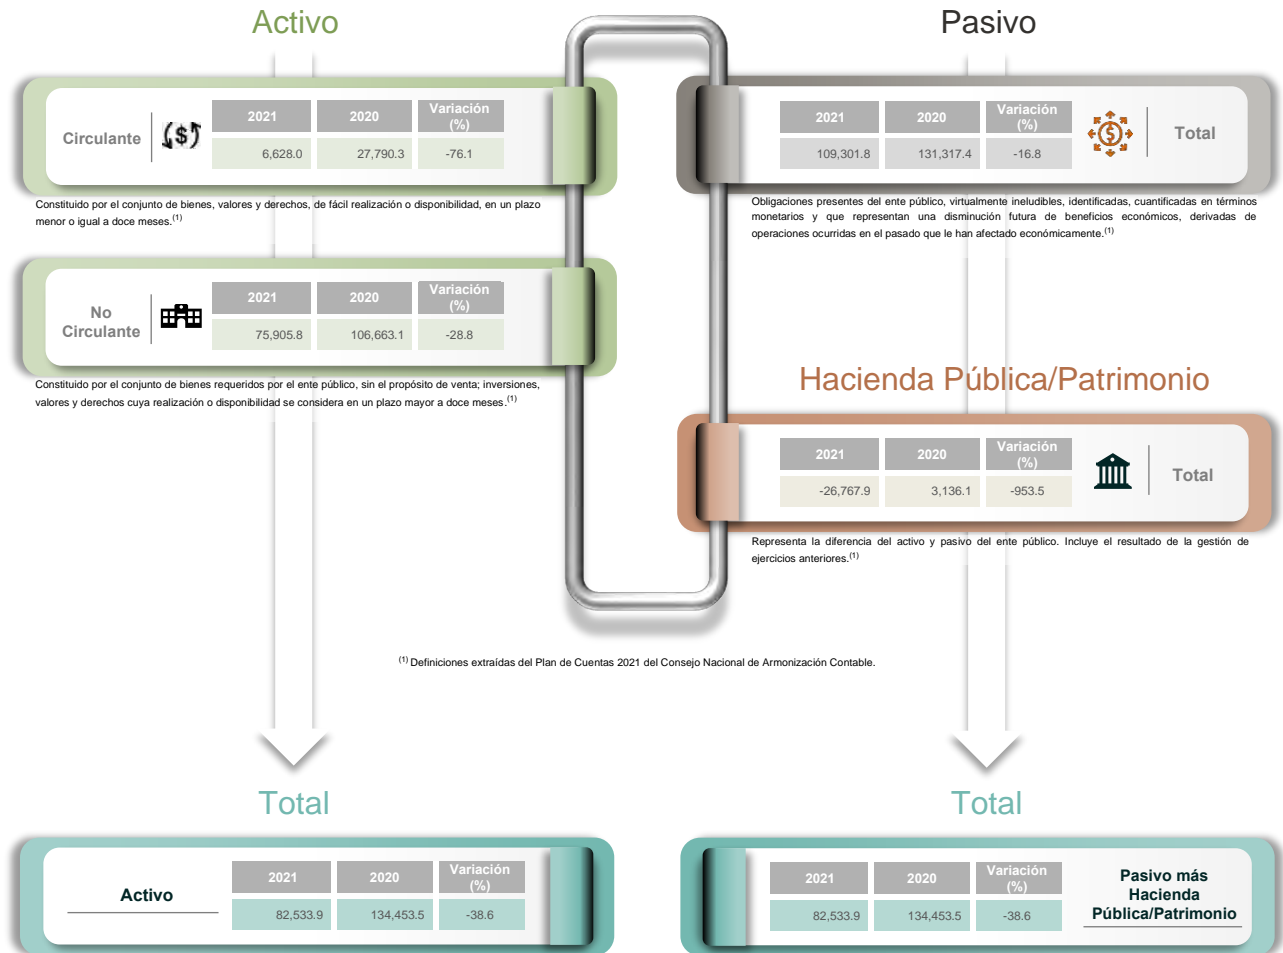 Activo
Circulante
2021 2020 Variación
(%)
6,628.0 27,790.3 -76.1
Constituido por el conjunto de bienes, valores y derechos, de fácil realización o disponibilidad, en un plazo
menor o igual a doce meses.(1)
No
Circulante
2021 2020 Variación
(%)
75,905.8 106,663.1 -28.8
Constituido por el conjunto de bienes requeridos por el ente público, sin el propósito de venta; inversiones,
valores y derechos cuya realización o disponibilidad se considera en un plazo mayor a doce meses.(1)
Pasivo
2021 2020 Variación
(%)
109,301.8 131,317.4 -16.8
Total
Obligaciones presentes del ente público, virtualmente ineludibles, identificadas, cuantificadas en términos
monetarios y que representan una disminución futura de beneficios económicos, derivadas de
operaciones ocurridas en el pasado que le han afectado económicamente.(1)
Hacienda Pública/Patrimonio
2021 2020 Variación
(%)
-26,767.9 3,136.1 -953.5
Total
Representa la diferencia del activo y pasivo del ente público. Incluye el resultado de la gestión de
ejercicios anteriores.(1)
(1) Definiciones extraídas del Plan de Cuentas 2021 del Consejo Nacional de Armonización Contable.
Total
Activo
2021 2020 Variación
(%)
82,533.9 134,453.5 -38.6
Total
2021 2020 Variación
(%)
82,533.9 134,453.5 -38.6
Pasivo más
Hacienda
Pública/Patrimonio